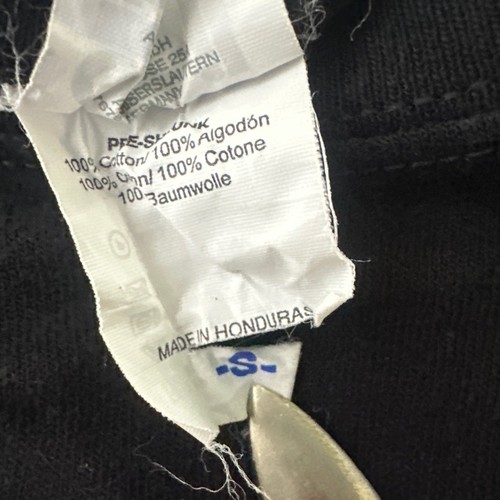 PRE-SHRUNK
100% Cotton/ 100% Algodón
100% Coton/ 100% Cotone
100% Baumwolle
MADE IN HONDURAS
-S-